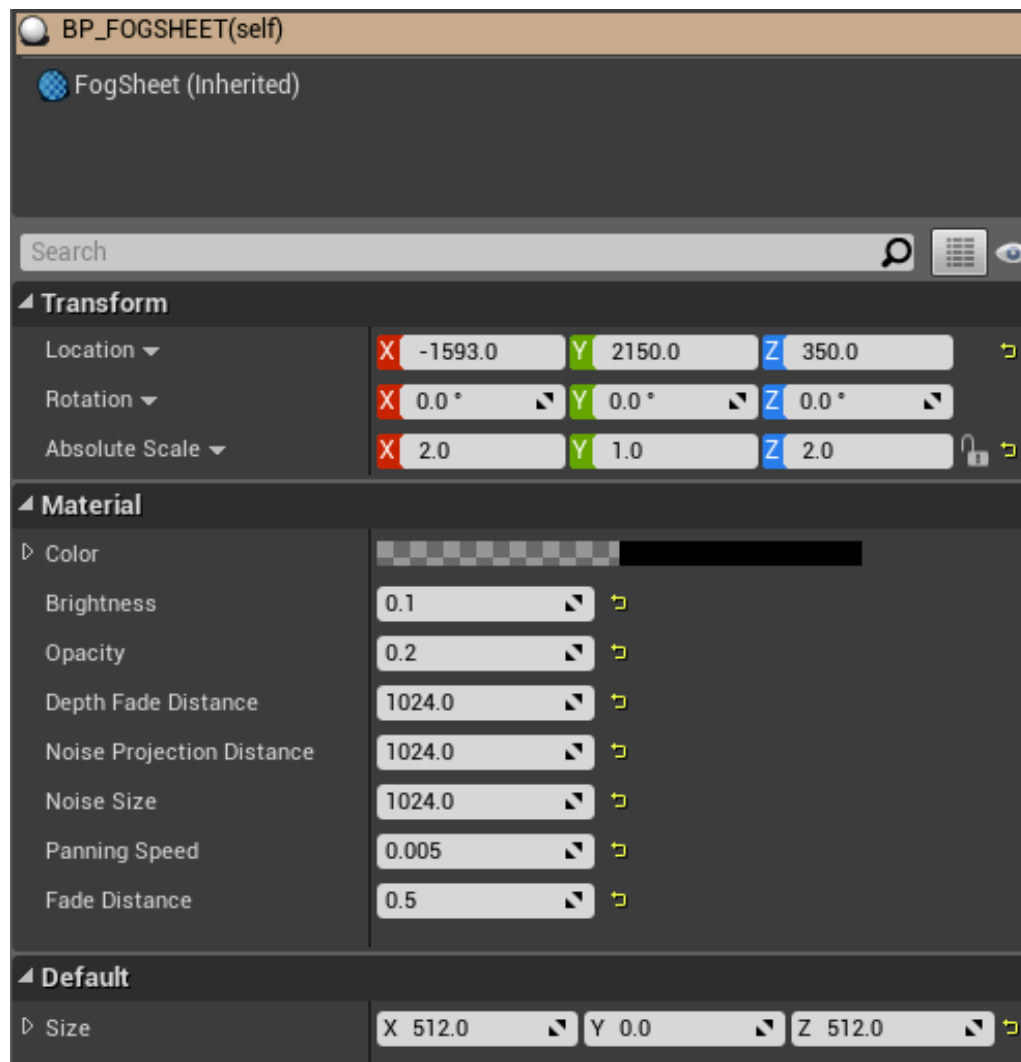 BP_FOGSHEET(self)
FogSheet (Inherited)
Search
Transform
Location X -1593.0 Y 2150.0 Z 350.0
Rotation X 0.0 ° Y 0.0 ° Z 0.0 °
Absolute Scale X 2.0 Y 1.0 Z 2.0
Material
Color
Brightness 0.1
Opacity 0.2
Depth Fade Distance 1024.0
Noise Projection Distance 1024.0
Noise Size 1024.0
Panning Speed 0.005
Fade Distance 0.5
Default
Size X 512.0 Y 0.0 Z 512.0